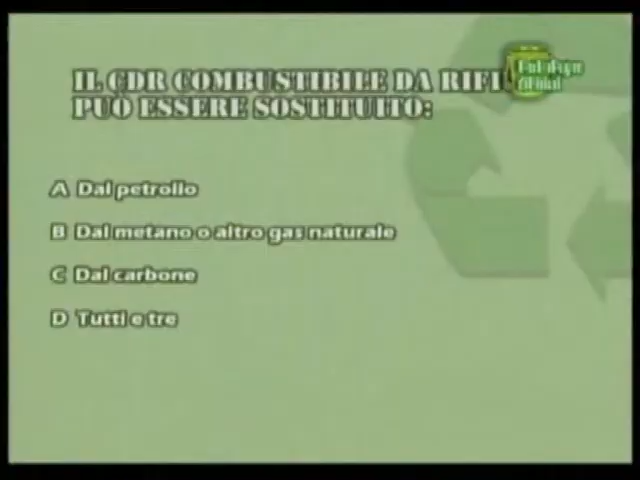 IL CDR COMBUSTIBILE DA RIFI
PUÒ ESSERE SOSTITUITO:
A Dal petrolio
B Dal metano o altro gas naturale
C Dal carbone
D Tutti e tre